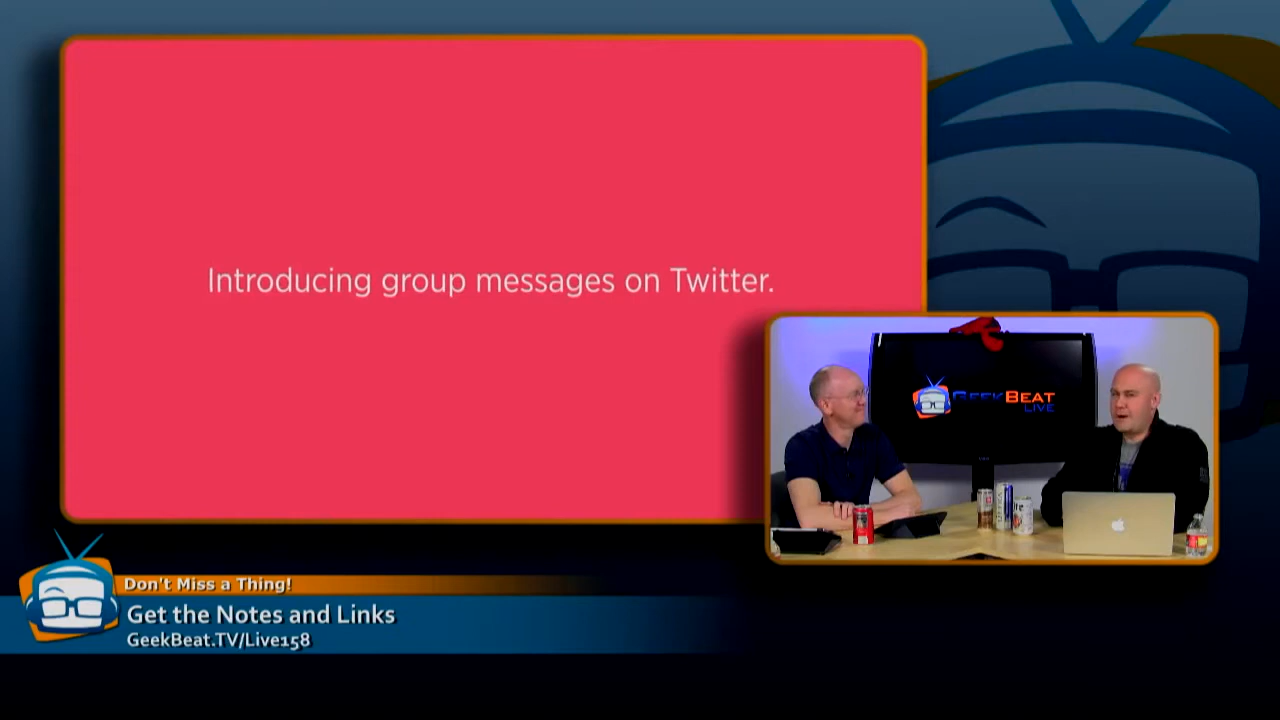 Introducing group messages on Twitter.
GEEKBEAT
LIVE
Don't Miss a Thing!
Get the Notes and Links
GeekBeat.TV/Live158